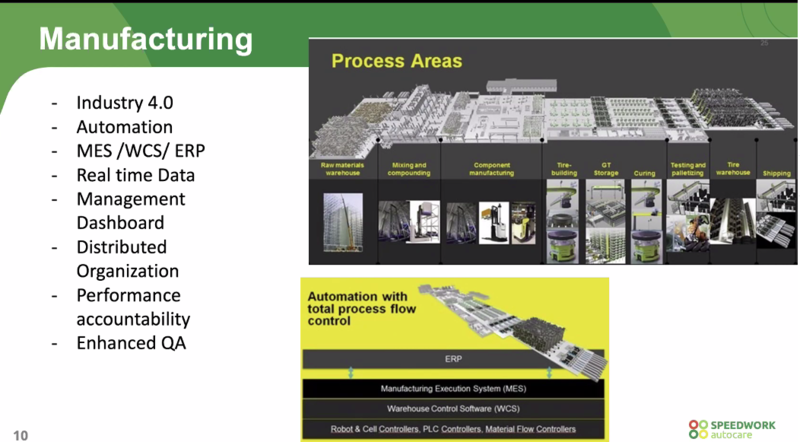 Manufacturing
- Industry 4.0
- Automation
- MES /WCS/ ERP
- Real time Data
- Management
Dashboard
- Distributed
Organization
- Performance
accountability
- Enhanced QA
25
Process Areas
Raw materials
warehouse
Mixing and
compounding
Component
manufacturing
Tire-
building
GT
Storage
Curing
Testing and
palletizing
Tire
warehouse
Shipping
Automation with
total process flow
control
ERP
Manufacturing Execution System (MES)
Warehouse Control Software (WCS)
Robot & Cell Controllers, PLC Controllers, Material Flow Controllers
10
SPEEDWORK
autocare